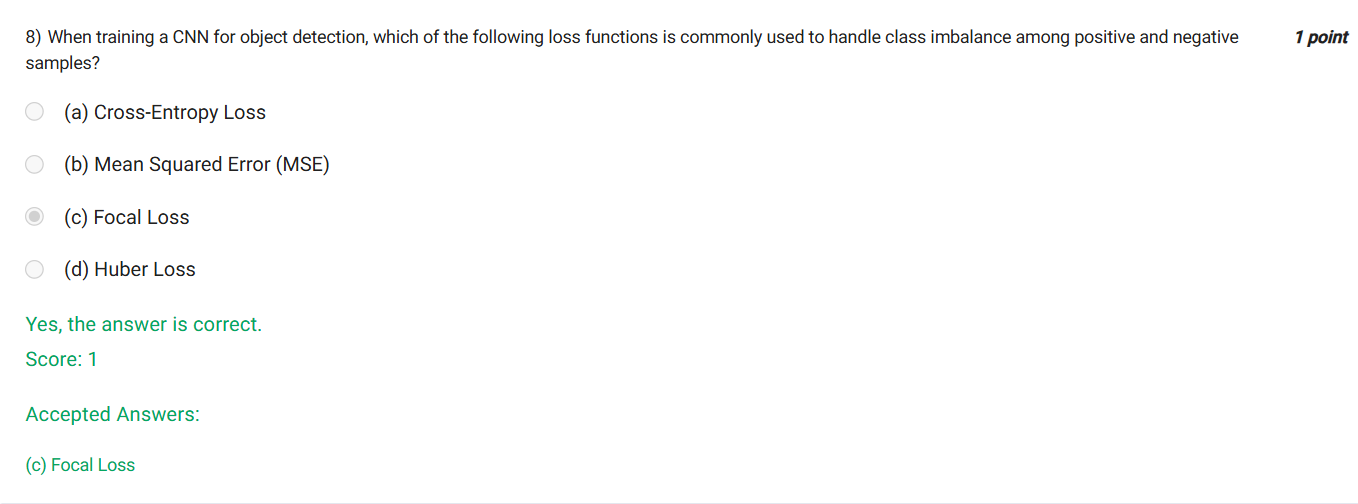 8) When training a CNN for object detection, which of the following loss functions is commonly used to handle class imbalance among positive and negative 1 point
samples?
(a) Cross-Entropy Loss
(b) Mean Squared Error (MSE)
(c) Focal Loss
(d) Huber Loss
Yes, the answer is correct.
Score: 1
Accepted Answers:
(c) Focal Loss